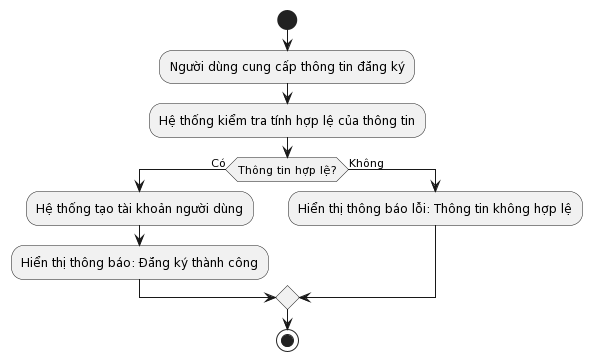 Người dùng cung cấp thông tin đăng ký
Hệ thống kiểm tra tính hợp lệ của thông tin
Thông tin hợp lệ?
Có
Không
Hệ thống tạo tài khoản người dùng
Hiển thị thông báo lỗi: Thông tin không hợp lệ
Hiển thị thông báo: Đăng ký thành công